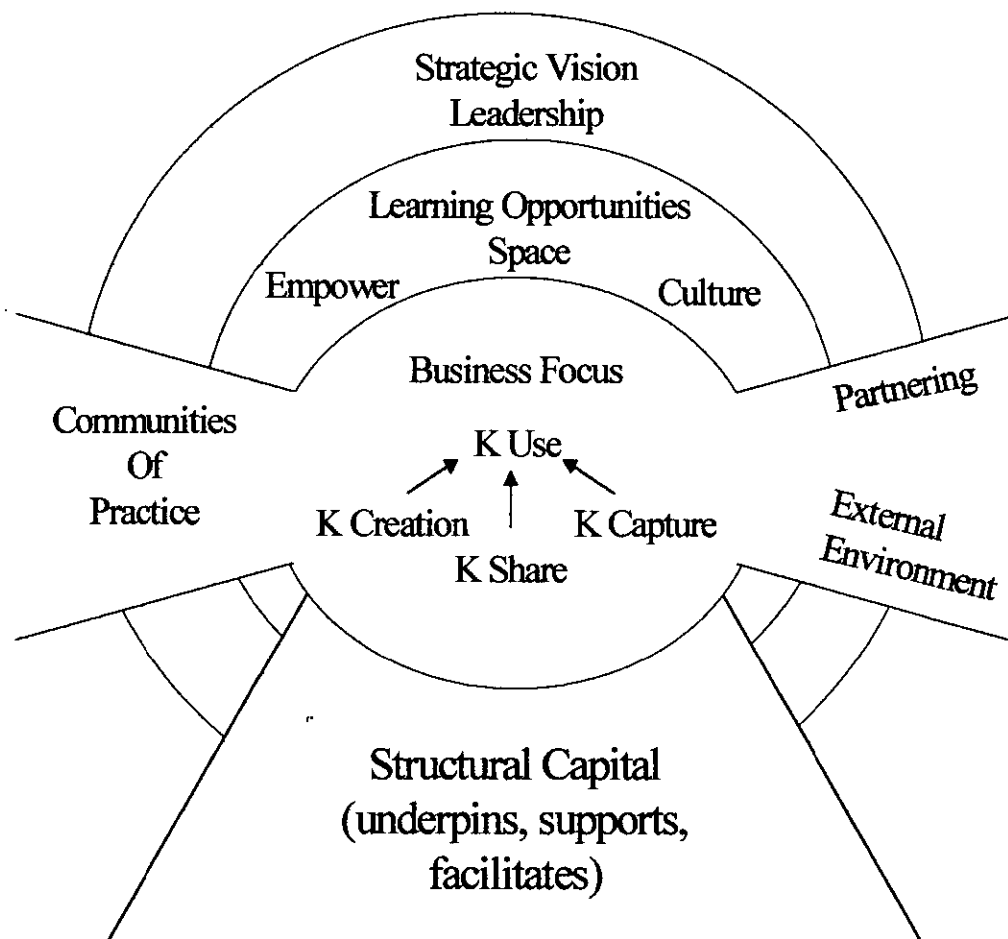 Strategic Vision
Leadership
Learning Opportunities
Space
Empower
Culture
Business Focus
Partnering
Communities
Of
Practice
K Use
K Creation
K Capture
K Share
External
Environment
Structural Capital
(underpins, supports,
facilitates)